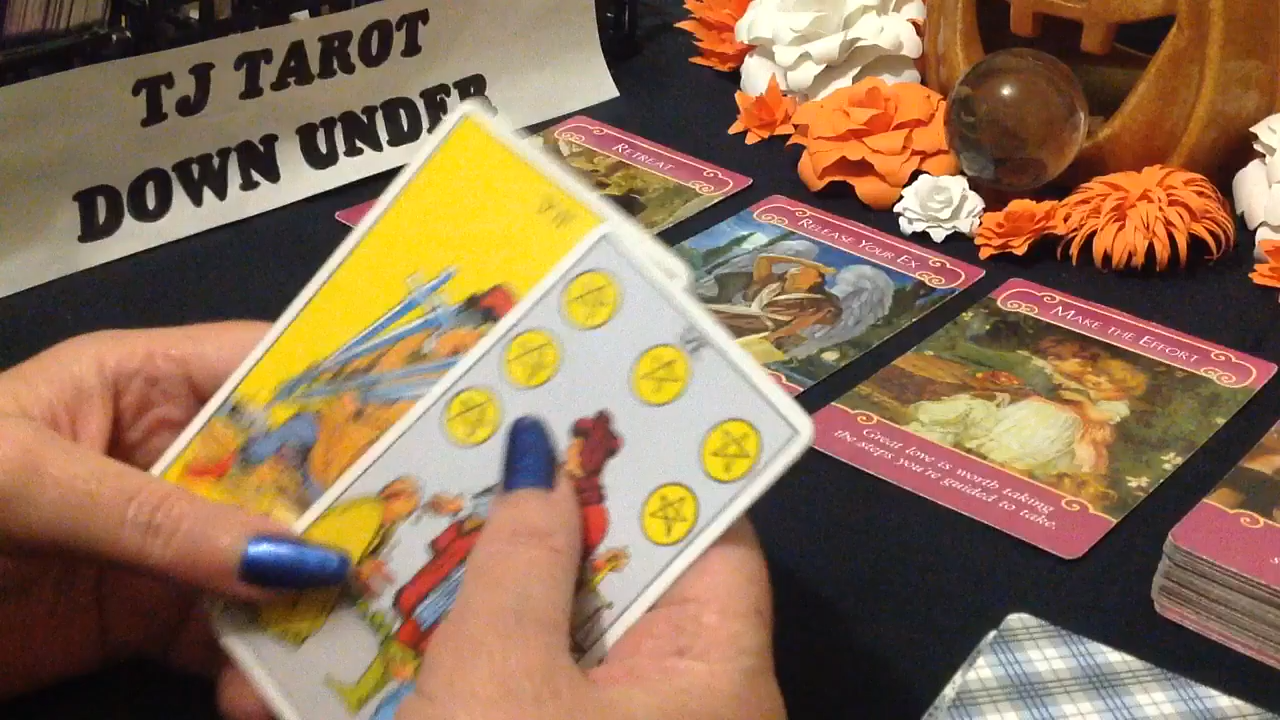 TJ TAROT
DOWN UNDER
RETREAT
RELEASE YOUR EX
MAKE THE EFFORT
Great love is worth taking
the steps you're guided to take.